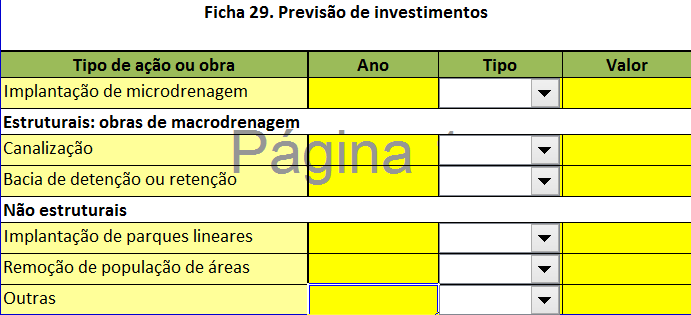 Ficha 29. Previsão de investimentos
Tipo de ação ou obra Ano Tipo Valor
Implantação de microdrenagem
Estruturais: obras de macrodrenagem
Página
Canalização
Bacia de detenção ou retenção
Não estruturais
Implantação de parques lineares
Remoção de população de áreas
Outras